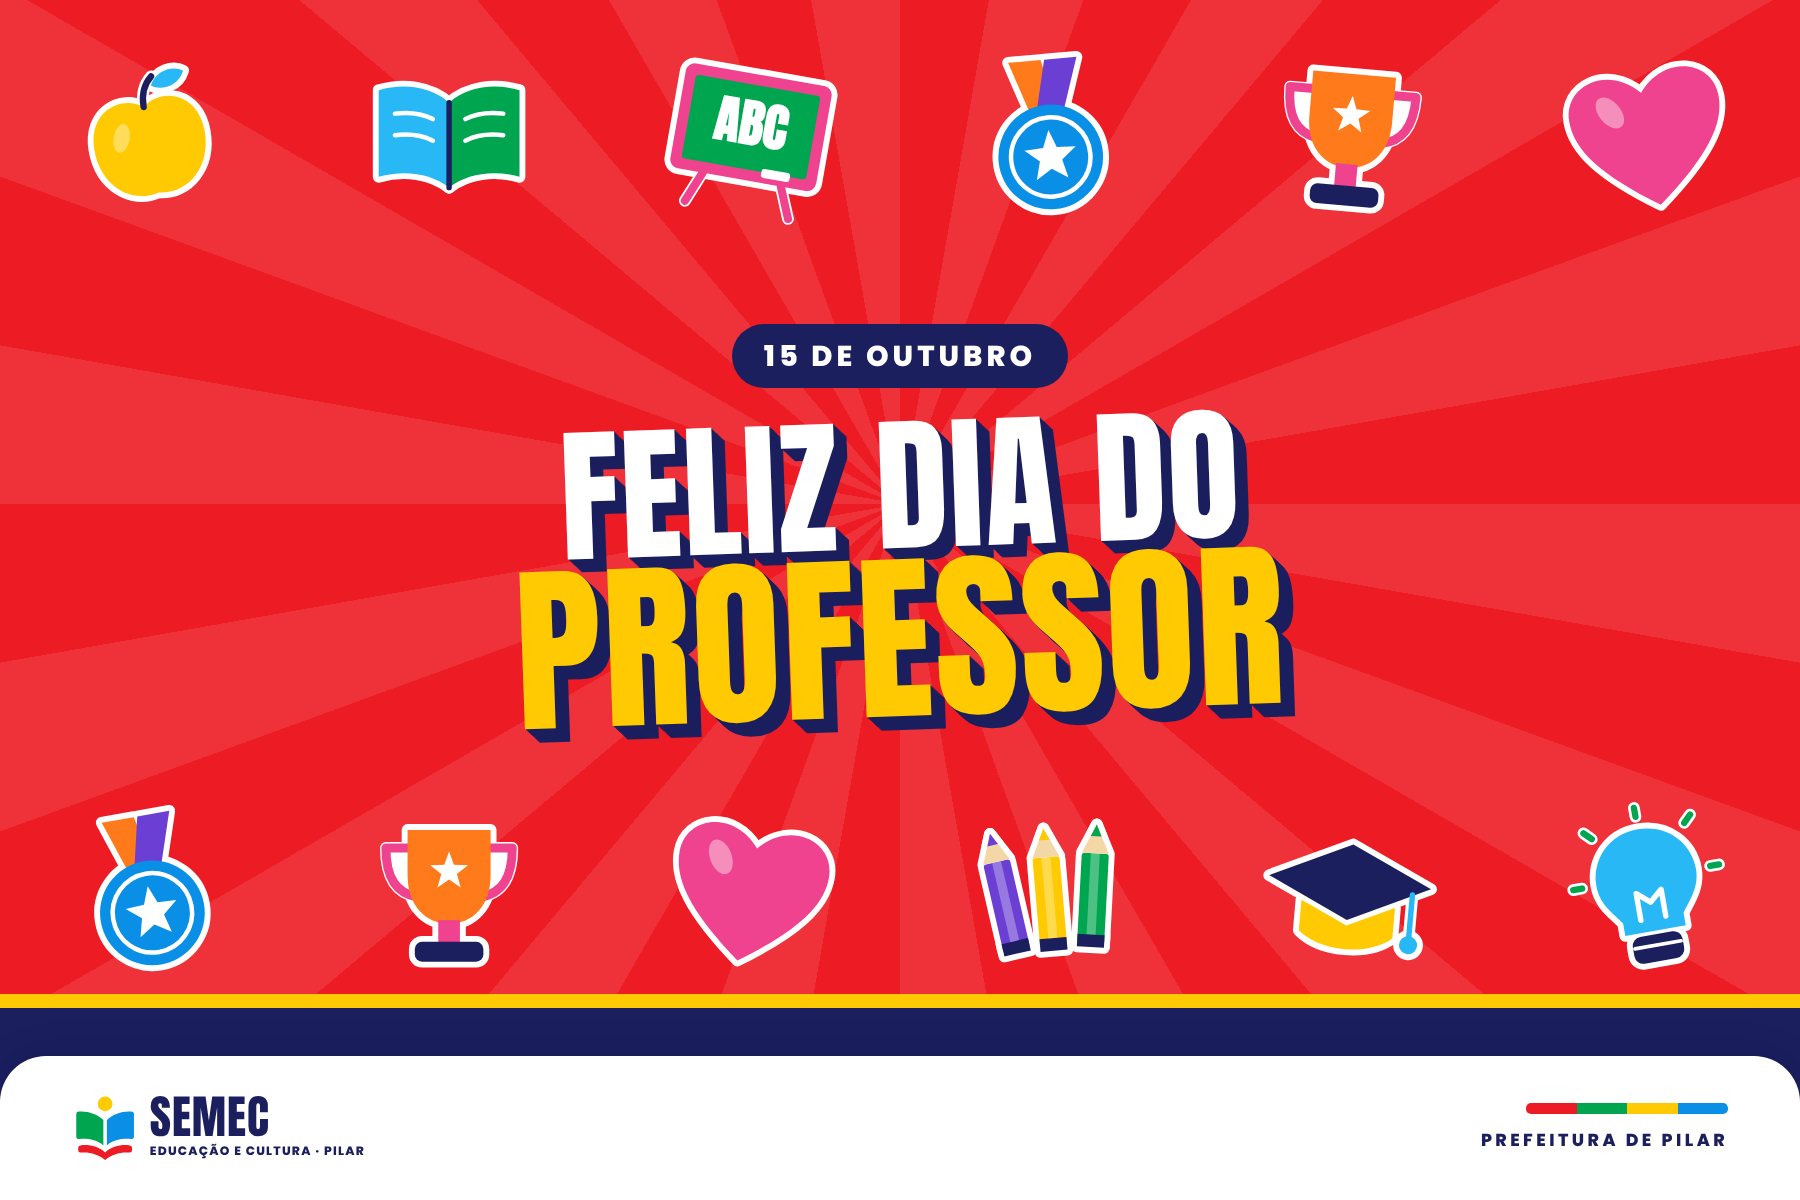 ABC
15 DE OUTUBRO
FELIZ DIA DO
PROFESSOR
SEMEC
EDUCAÇÃO E CULTURA · PILAR
PREFEITURA DE PILAR